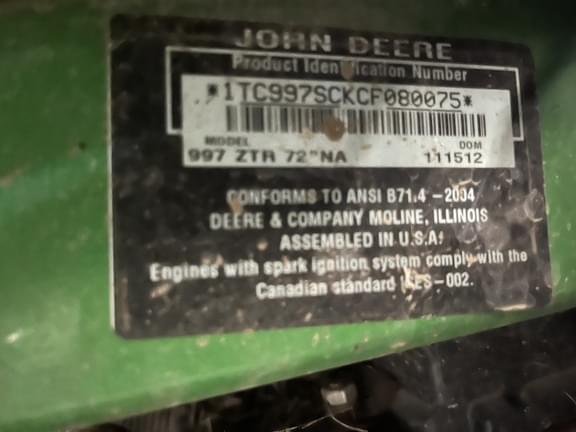 JOHN DEERE
Product Identification Number
*1TC997SCKCF080075*
MODEL DOM
997 ZTR 72"NA 111512
CONFORMS TO ANSI B71.4-2004
DEERE & COMPANY MOLINE, ILLINOIS
ASSEMBLED IN U.S.A.
Engines with spark ignition system comply with the
Canadian standard ICES-002.